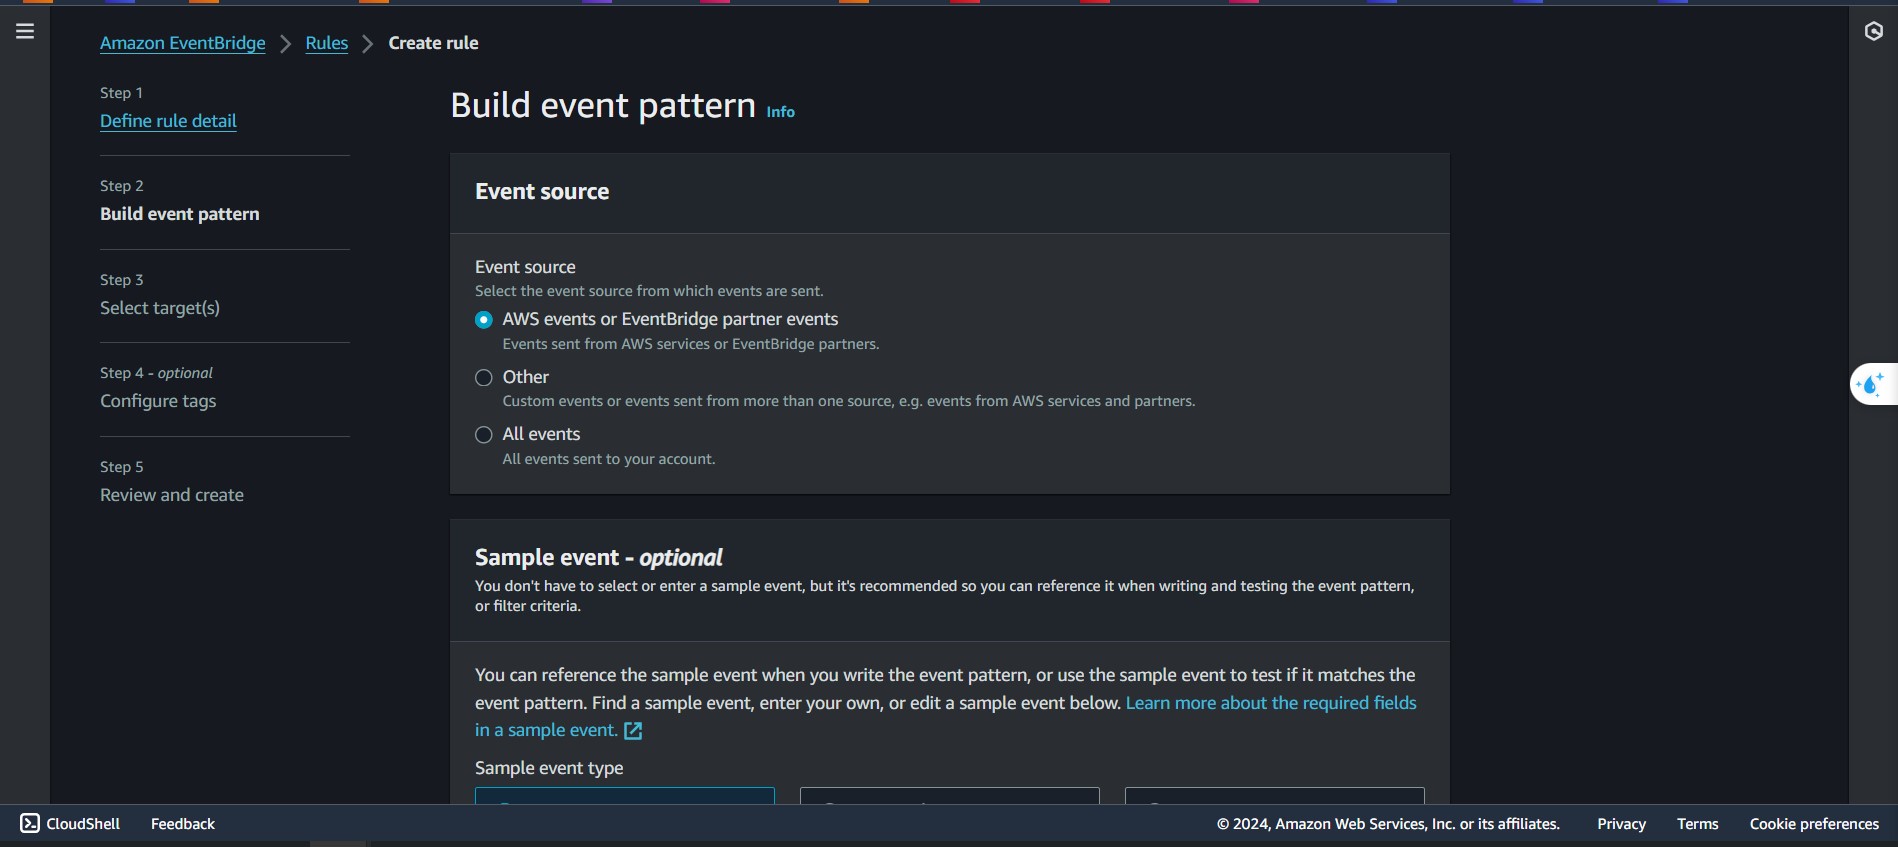 Amazon EventBridge > Rules > Create rule
Step 1
Define rule detail
Step 2
Build event pattern
Step 3
Select target(s)
Step 4 - optional
Configure tags
Step 5
Review and create
Build event pattern Info
Event source
Event source
Select the event source from which events are sent.
AWS events or EventBridge partner events
Events sent from AWS services or EventBridge partners.
Other
Custom events or events sent from more than one source, e.g. events from AWS services and partners.
All events
All events sent to your account.
Sample event - optional
You don't have to select or enter a sample event, but it's recommended so you can reference it when writing and testing the event pattern,
or filter criteria.
You can reference the sample event when you write the event pattern, or use the sample event to test if it matches the
event pattern. Find a sample event, enter your own, or edit a sample event below. Learn more about the required fields
in a sample event.
Sample event type
CloudShell Feedback © 2024, Amazon Web Services, Inc. or its affiliates. Privacy Terms Cookie preferences